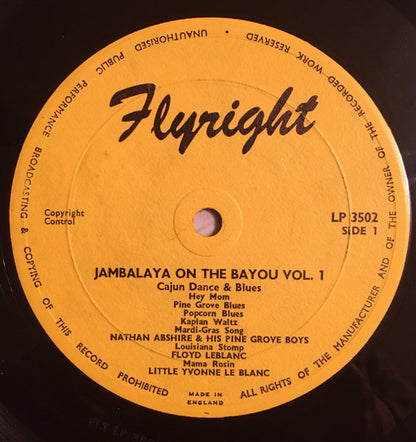 UNAUTHORISED PUBLIC PERFORMANCE BROADCASTING & COPYING OF THIS RECORD PROHIBITED
ALL RIGHTS OF THE MANUFACTURER AND OF THE OWNER OF THE RECORDED WORK RESERVED
Flyright
Copyright
Control
LP 3502
SIDE 1
JAMBALAYA ON THE BAYOU VOL. 1
Cajun Dance & Blues
Hey Mom
Pine Grove Blues
Popcorn Blues
Kaplan Waltz
Mardi-Gras Song
NATHAN ABSHIRE & HIS PINE GROVE BOYS
Louisiana Stomp
FLOYD LEBLANC
Mama Rosin
LITTLE YVONNE LE BLANC
MADE IN
ENGLAND